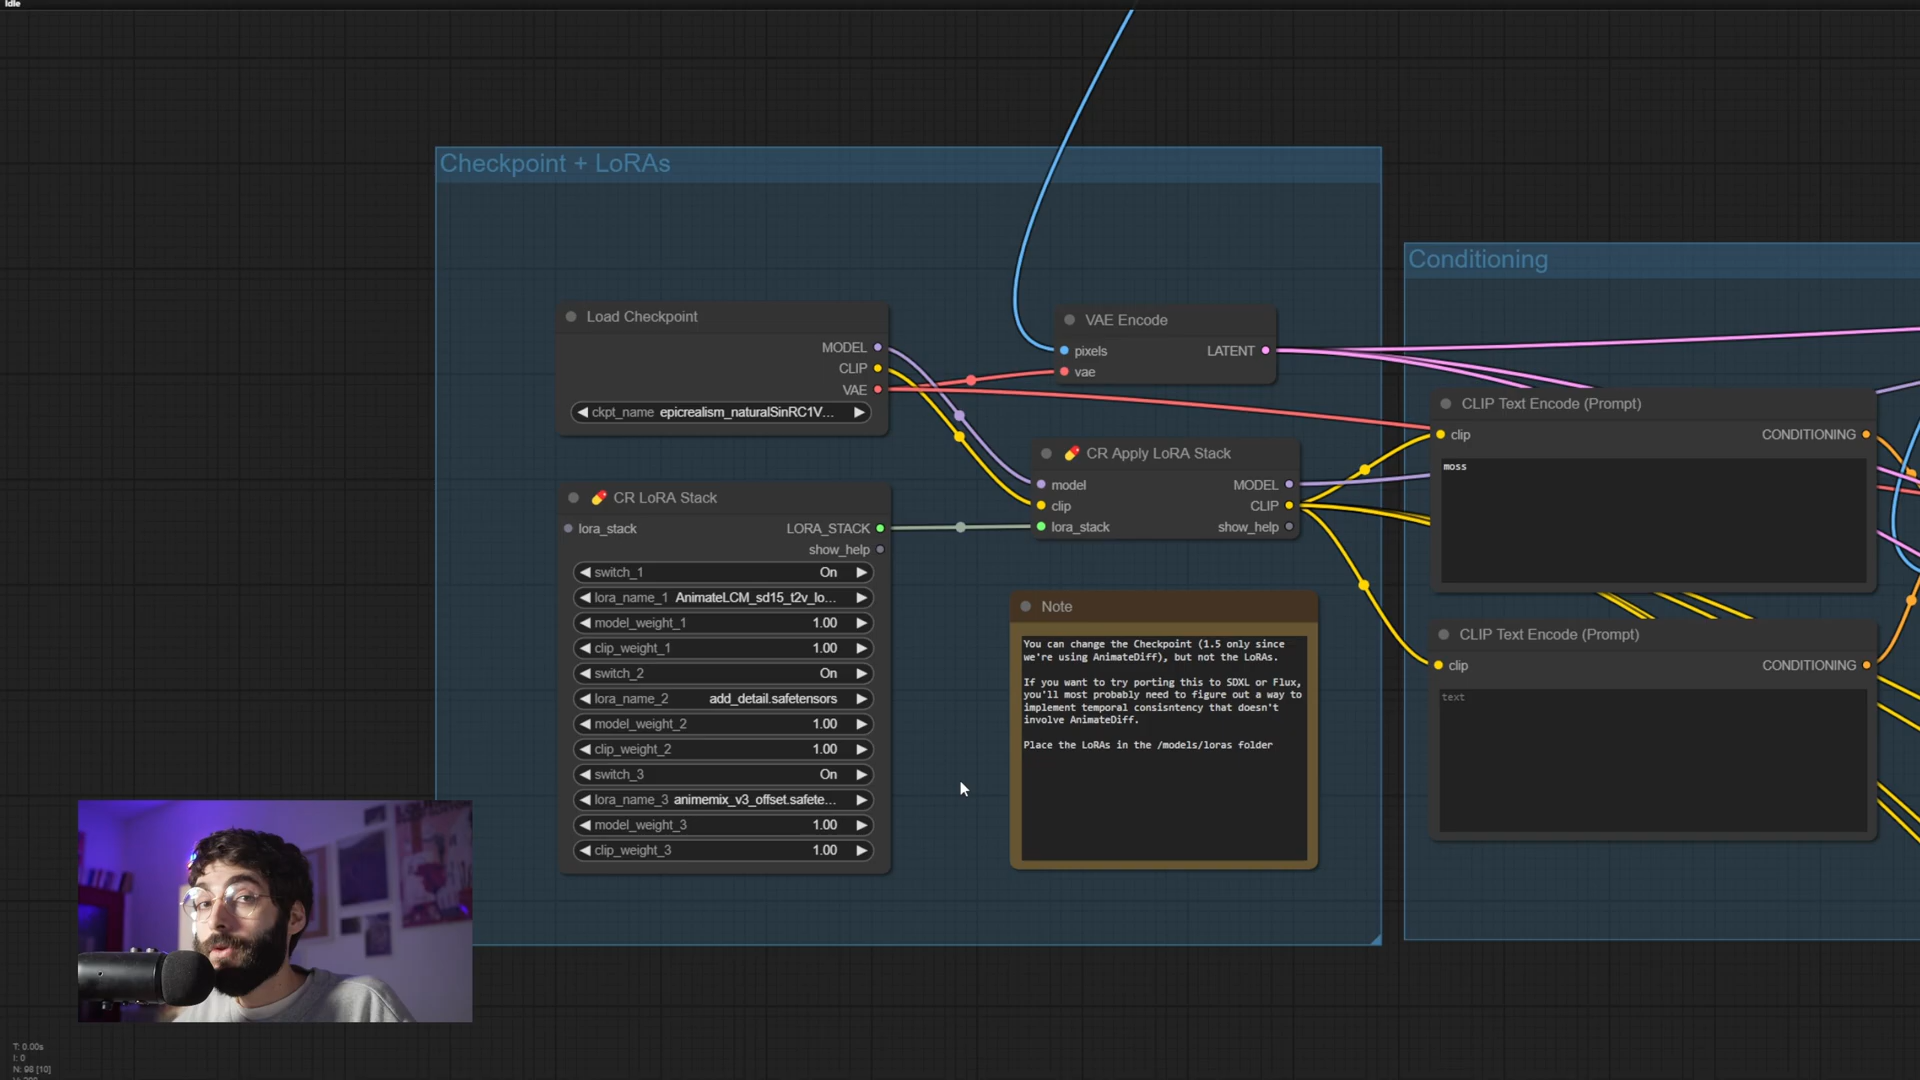 Idle
Checkpoint + LoRAs
Load Checkpoint
MODEL
CLIP
VAE
ckpt_name epicrealism_naturalSinRC1V...
CR LoRA Stack
lora_stack LORA_STACK
show_help
switch_1 On
lora_name_1 AnimateLCM_sd15_t2v_lo...
model_weight_1 1.00
clip_weight_1 1.00
switch_2 On
lora_name_2 add_detail.safetensors
model_weight_2 1.00
clip_weight_2 1.00
switch_3 On
lora_name_3 animemix_v3_offset.safete...
model_weight_3 1.00
clip_weight_3 1.00
VAE Encode
pixels LATENT
vae
CR Apply LoRA Stack
model MODEL
clip CLIP
lora_stack show_help
Note
You can change the Checkpoint (1.5 only since
we're using AnimateDiff), but not the LoRAs.
If you want to try porting this to SDXL or Flux,
you'll most probably need to figure out a way to
implement temporal consisntency that doesn't
involve AnimateDiff.
Place the LoRAs in the /models/loras folder
Conditioning
CLIP Text Encode (Prompt)
clip CONDITIONING
moss
CLIP Text Encode (Prompt)
clip CONDITIONING
text
T: 0.00s
I: 0
N: 98 [10]